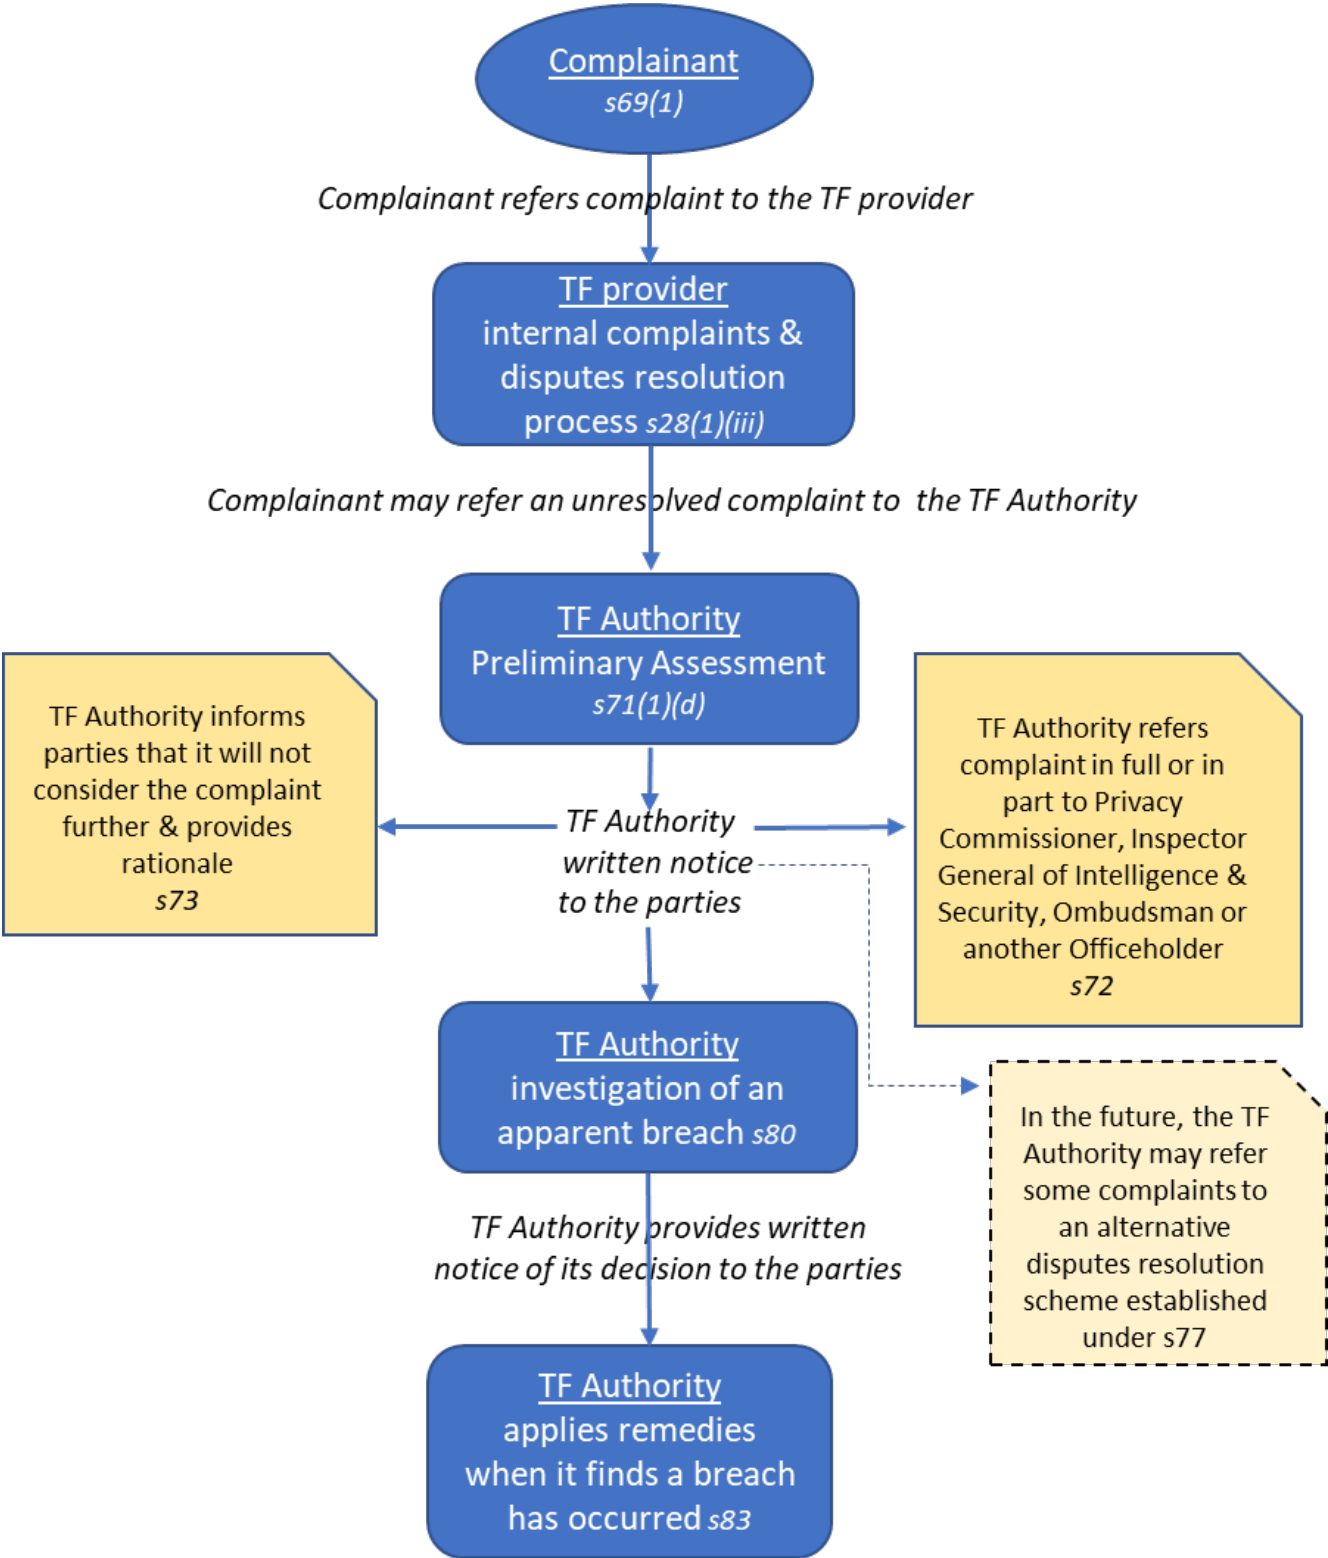 Complainant
s69(1)
Complainant refers complaint to the TF provider
TF provider
internal complaints &
disputes resolution
process s28(1)(iii)
Complainant may refer an unresolved complaint to the TF Authority
TF Authority
Preliminary Assessment
s71(1)(d)
TF Authority informs
parties that it will not
consider the complaint
further & provides
rationale
s73
TF Authority
written notice
to the parties
TF Authority refers
complaint in full or in
part to Privacy
Commissioner, Inspector
General of Intelligence &
Security, Ombudsman or
another Officeholder
s72
TF Authority
investigation of an
apparent breach s80
In the future, the TF
Authority may refer
some complaints to
an alternative
disputes resolution
scheme established
under s77
TF Authority provides written
notice of its decision to the parties
TF Authority
applies remedies
when it finds a breach
has occurred s83